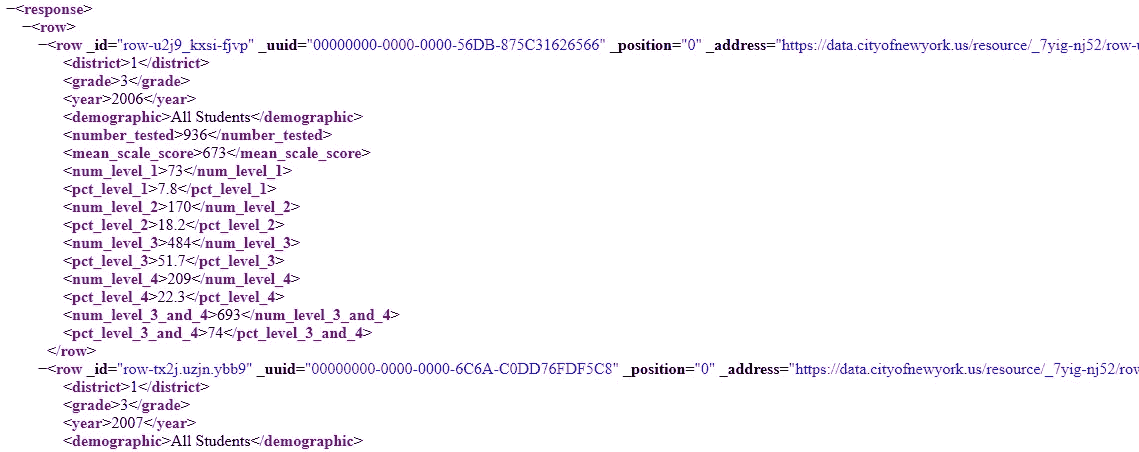 −<response>
−<row>
−<row _id="row-u2j9_kxsi-fjvp" _uuid="00000000-0000-0000-56DB-875C31626566" _position="0" _address="https://data.cityofnewyork.us/resource/_7yig-nj52/row-u
<district>1</district>
<grade>3</grade>
<year>2006</year>
<demographic>All Students</demographic>
<number_tested>936</number_tested>
<mean_scale_score>673</mean_scale_score>
<num_level_1>73</num_level_1>
<pct_level_1>7.8</pct_level_1>
<num_level_2>170</num_level_2>
<pct_level_2>18.2</pct_level_2>
<num_level_3>484</num_level_3>
<pct_level_3>51.7</pct_level_3>
<num_level_4>209</num_level_4>
<pct_level_4>22.3</pct_level_4>
<num_level_3_and_4>693</num_level_3_and_4>
<pct_level_3_and_4>74</pct_level_3_and_4>
</row>
−<row _id="row-tx2j.uzjn.ybb9" _uuid="00000000-0000-0000-6C6A-C0DD76FDF5C8" _position="0" _address="https://data.cityofnewyork.us/resource/_7yig-nj52/row
<district>1</district>
<grade>3</grade>
<year>2007</year>
<demographic>All Students</demographic>